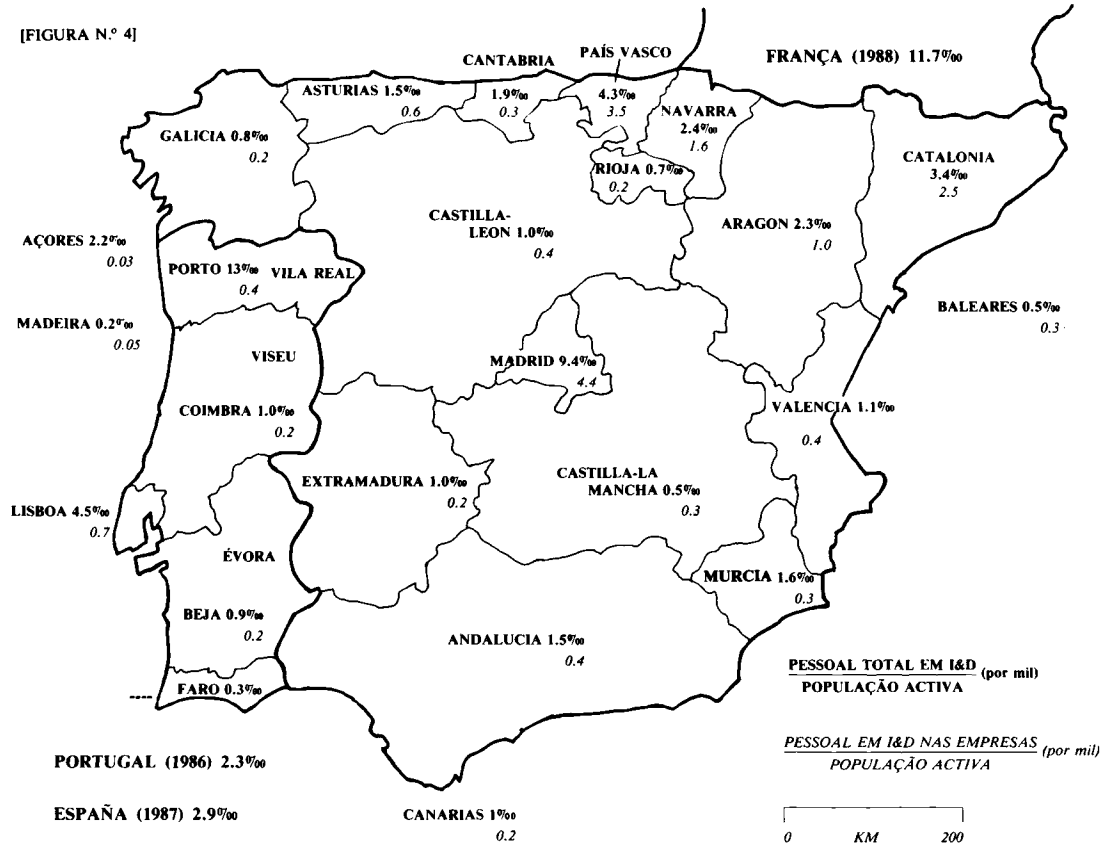 [FIGURA N.º 4]
CANTABRIA
PAÍS VASCO
FRANÇA (1988) 11.7‰
ASTURIAS 1.5‰
0.6
1.9‰
0.3
4.3‰
3.5
NAVARRA
2.4‰
1.6
GALICIA 0.8‰
0.2
RIOJA 0.7‰
0.2
CATALONIA
3.4‰
2.5
CASTILLA-
LEON 1.0‰
0.4
ARAGON 2.3‰
1.0
AÇORES 2.2‰
0.03
PORTO 13‰
0.4
VILA REAL
BALEARES 0.5‰
0.3
MADEIRA 0.2‰
0.05
VISEU
MADRID 9.4‰
4.4
COIMBRA 1.0‰
0.2
VALENCIA 1.1‰
0.4
EXTRAMADURA 1.0‰
0.2
CASTILLA-LA
MANCHA 0.5‰
0.3
LISBOA 4.5‰
0.7
ÉVORA
MURCIA 1.6‰
0.3
BEJA 0.9‰
0.2
ANDALUCIA 1.5‰
0.4
FARO 0.3‰
PESSOAL TOTAL EM I&D (por mil)
POPULAÇÃO ACTIVA
PESSOAL EM I&D NAS EMPRESAS (por mil)
POPULAÇÃO ACTIVA
PORTUGAL (1986) 2.3‰
ESPAÑA (1987) 2.9‰
CANARIAS 1‰
0.2
0 KM 200